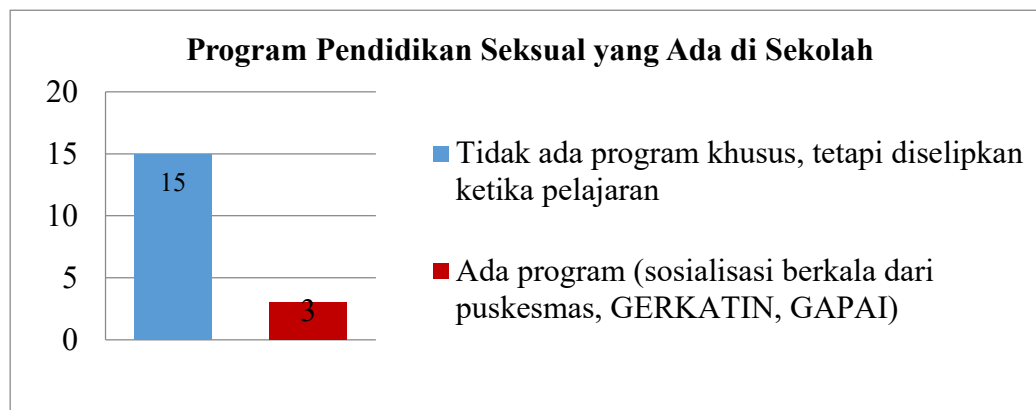 Program Pendidikan Seksual yang Ada di Sekolah
20
15
10
5
0
15
3
Tidak ada program khusus, tetapi diselipkan
ketika pelajaran
Ada program (sosialisasi berkala dari
puskesmas, GERKATIN, GAPAI)